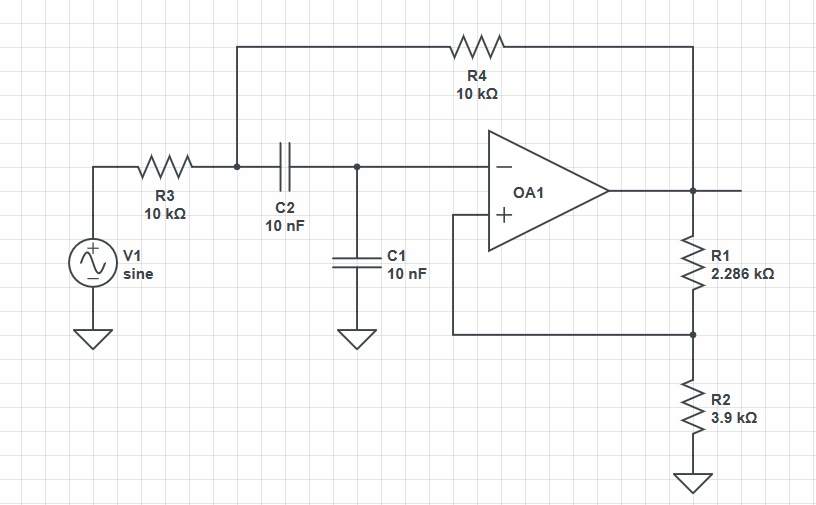 R4
10 kΩ
R3
10 kΩ
C2
10 nF
−
OA1
+
V1
sine
C1
10 nF
R1
2.286 kΩ
R2
3.9 kΩ